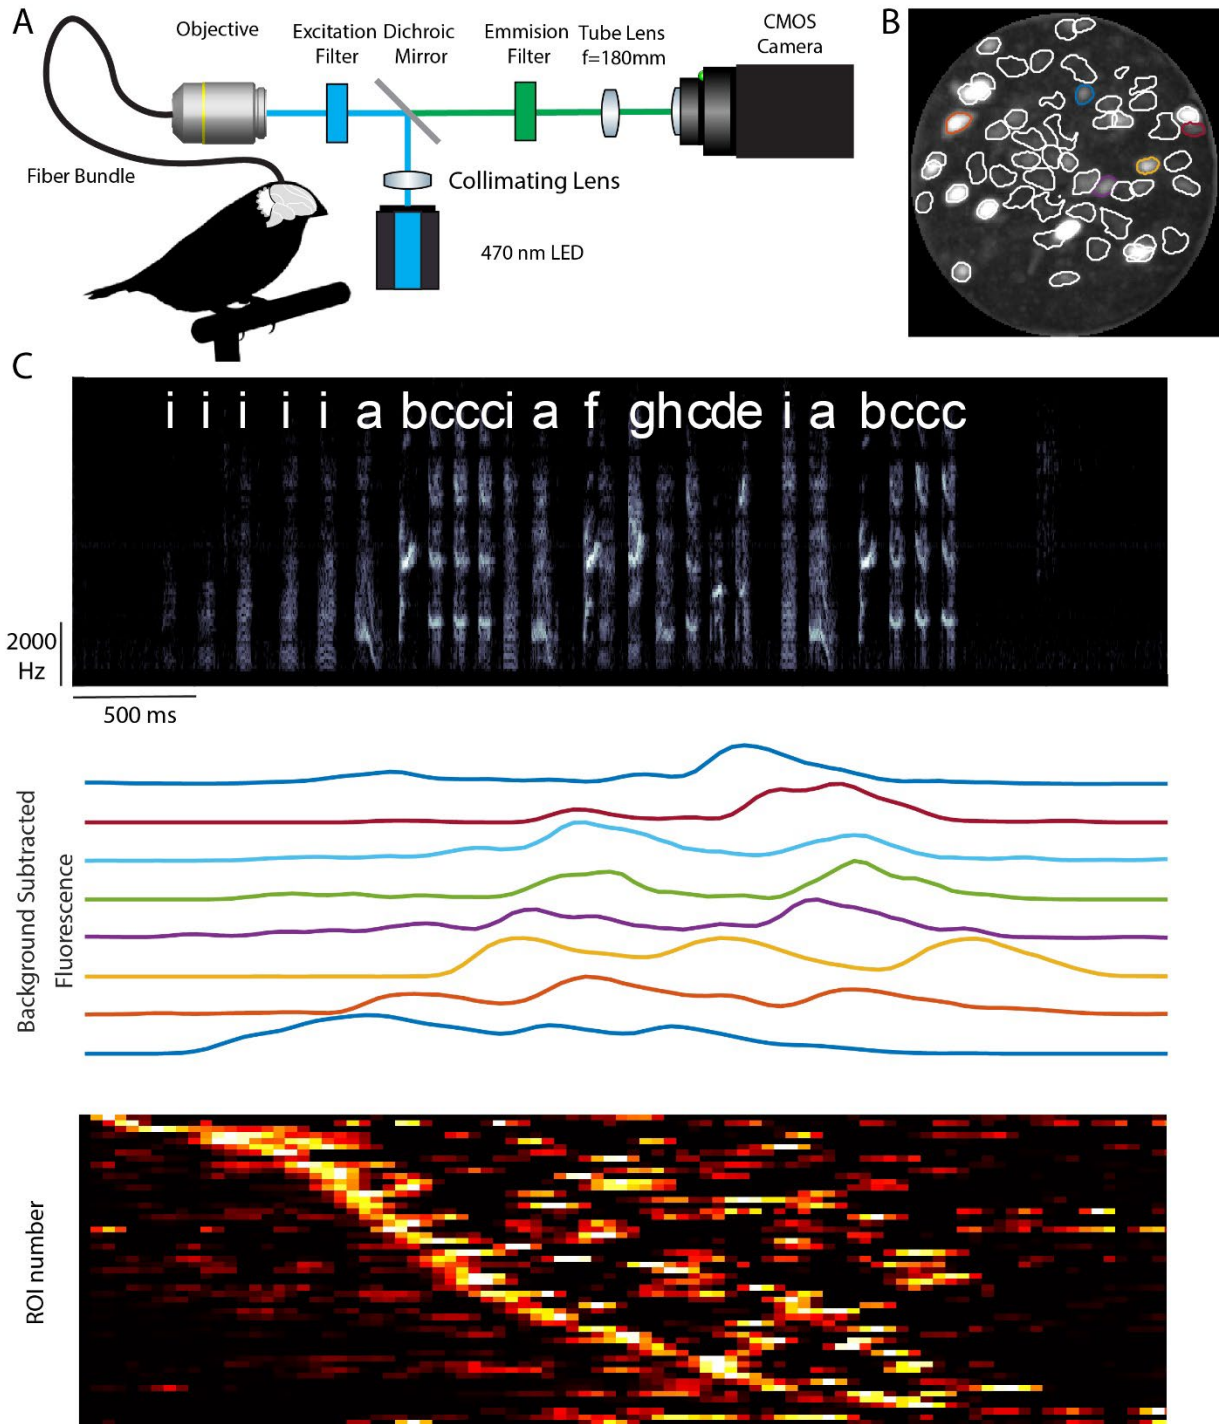 A
Objective
Excitation
Filter
Dichroic
Mirror
Emmision
Filter
Tube Lens
f=180mm
CMOS
Camera
Fiber Bundle
Collimating Lens
470 nm LED
B
C
i i i i i a bccci a f ghcde i a bccc
2000
Hz
500 ms
Background Subtracted
Fluorescence
ROI number